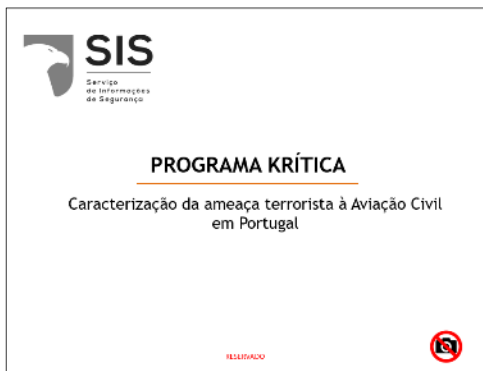 SIS
Serviço
de Informações
de Segurança
PROGRAMA KRÍTICA
Caracterização da ameaça terrorista à Aviação Civil
em Portugal
RESERVADO